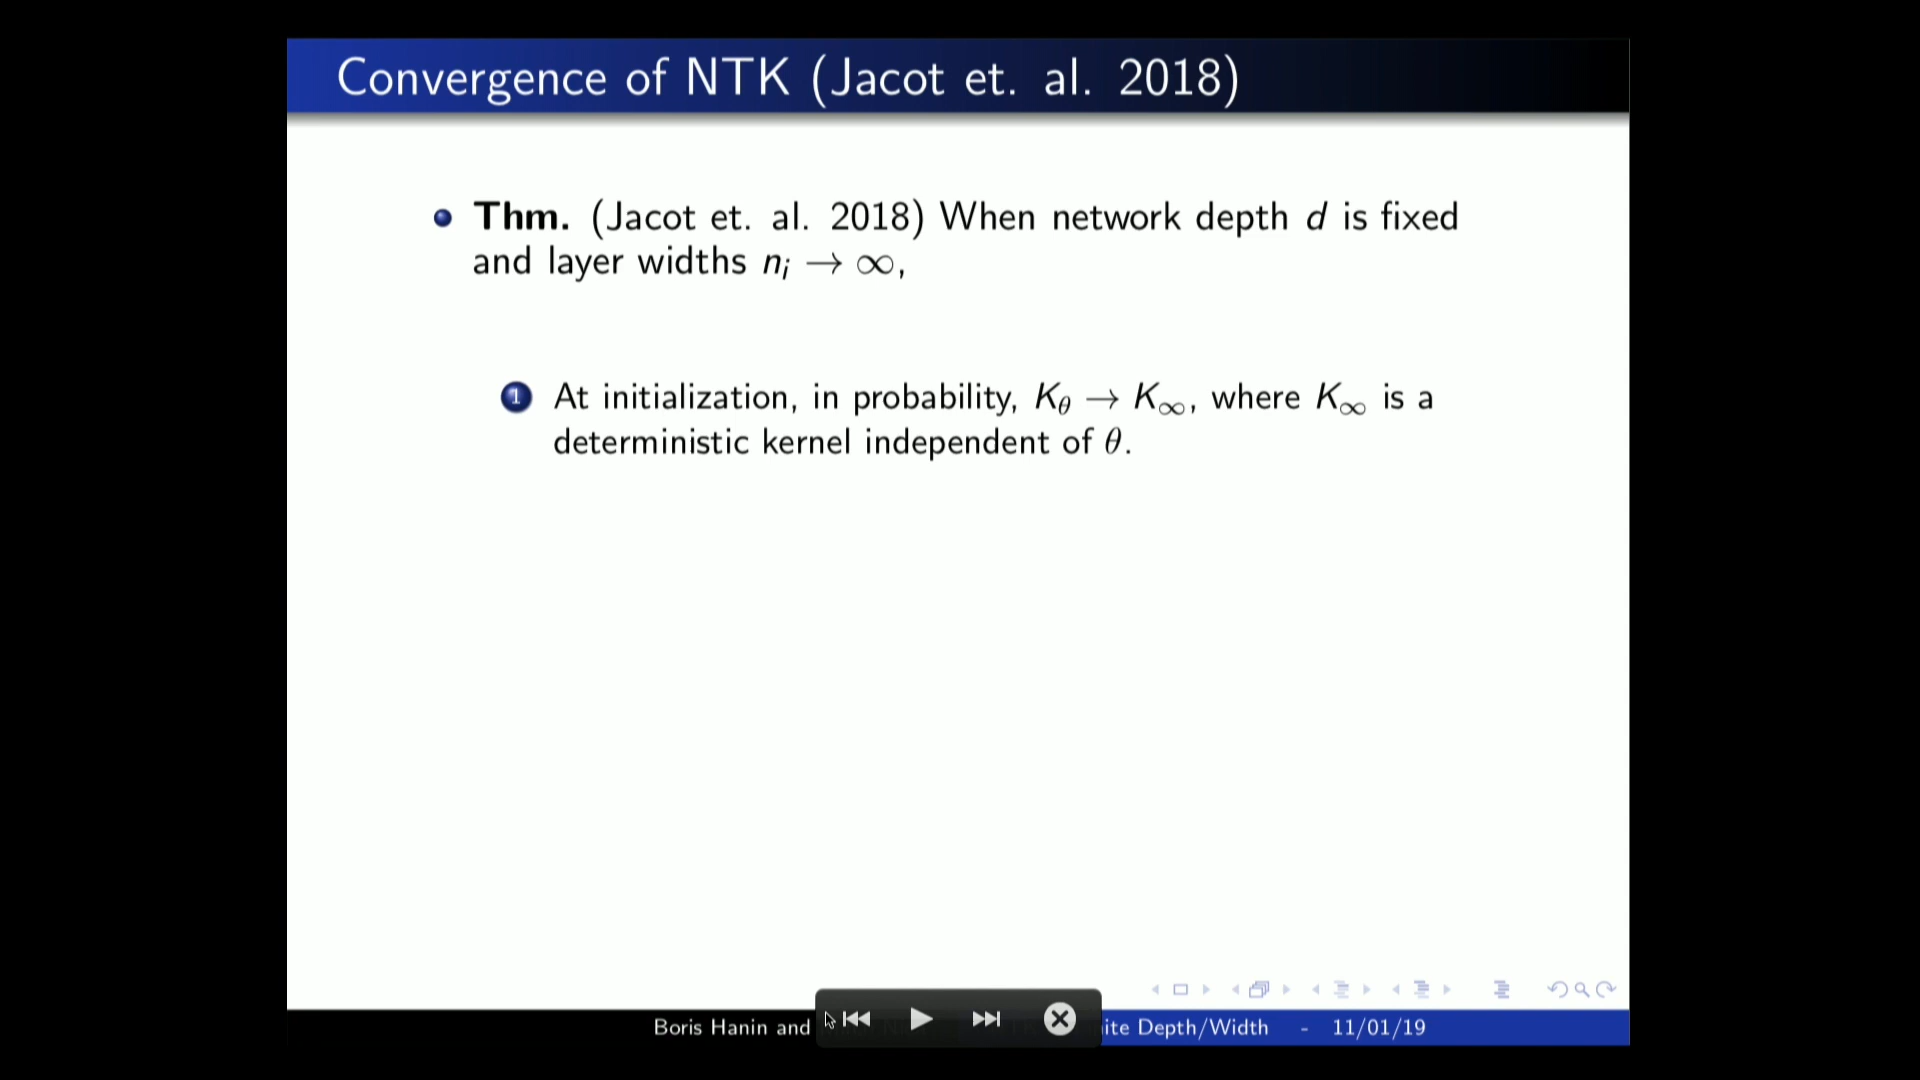 Convergence of NTK (Jacot et. al. 2018)
Thm. (Jacot et. al. 2018) When network depth d is fixed
and layer widths nᵢ → ∞,
1 At initialization, in probability, K_θ → K_∞, where K_∞ is a
deterministic kernel independent of θ.
Boris Hanin and ite Depth/Width - 11/01/19